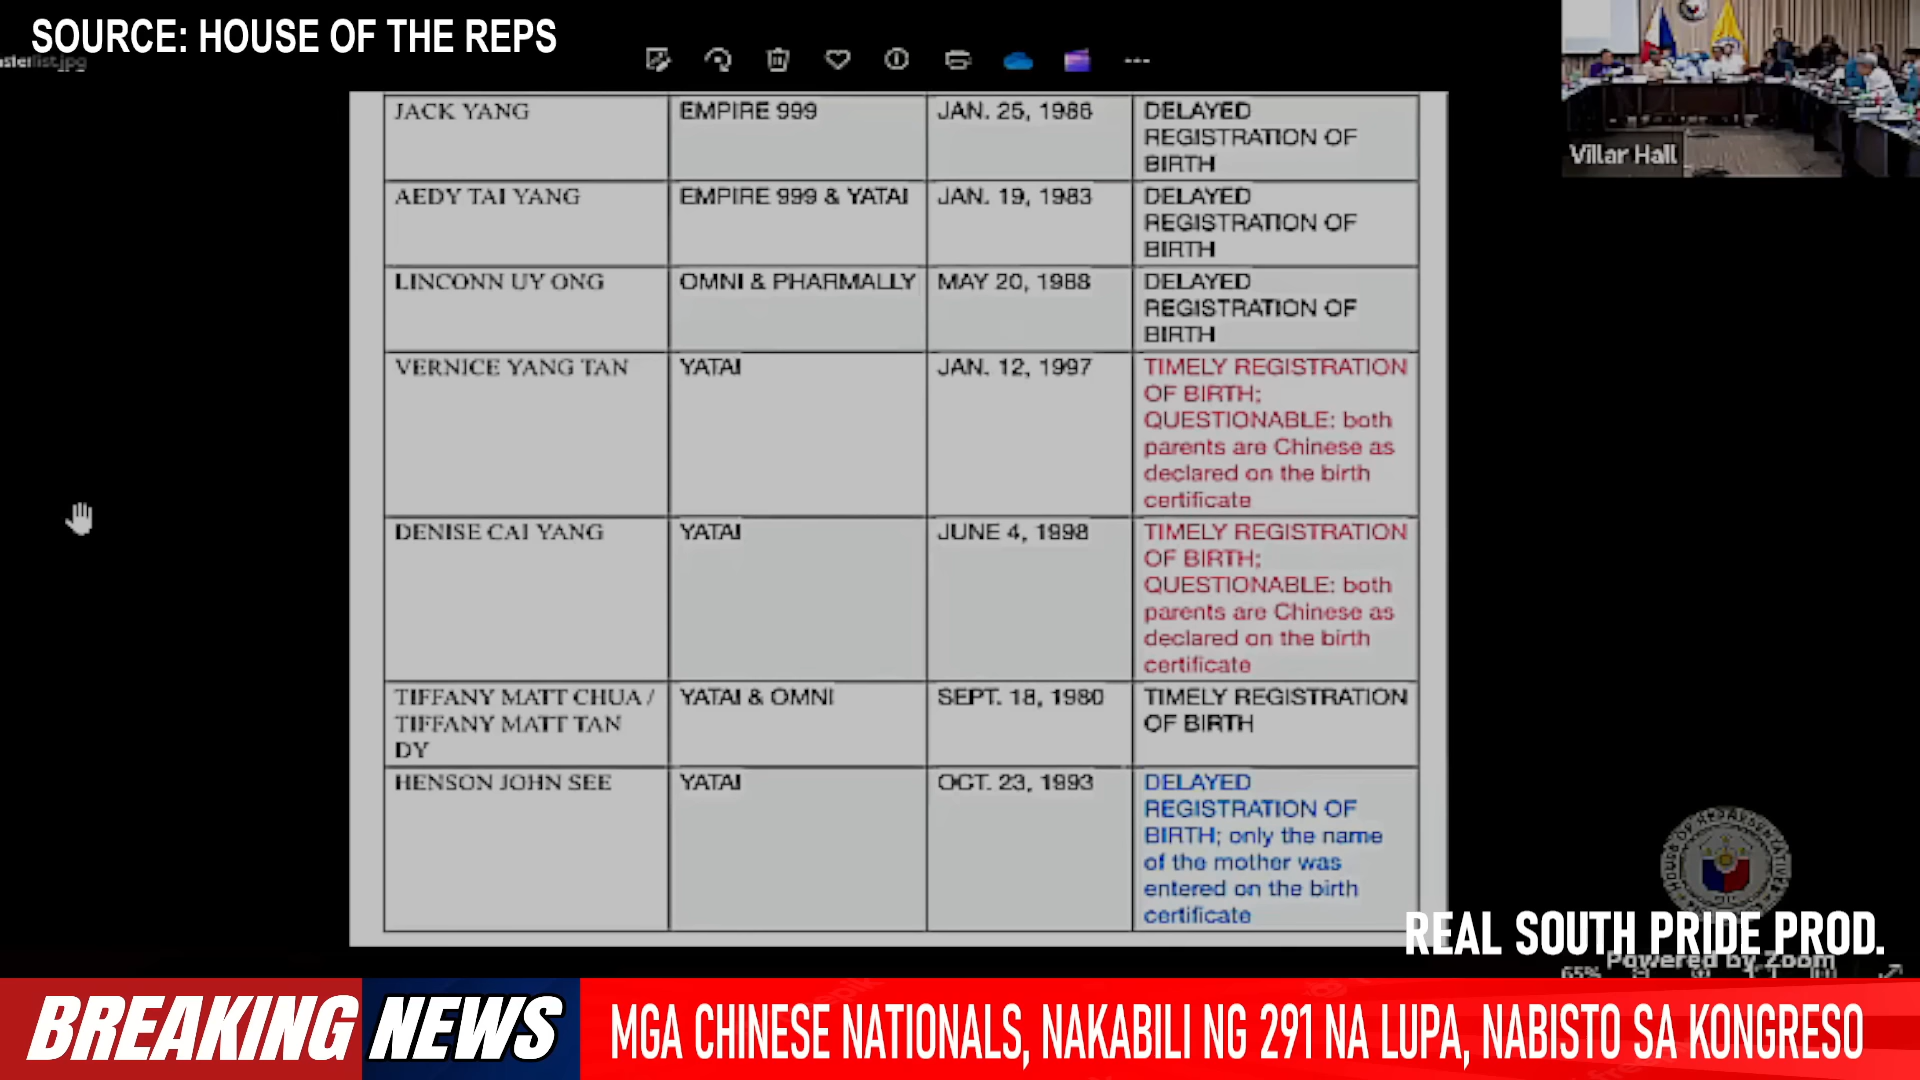 SOURCE: HOUSE OF THE REPS
sterlist.jpg
Villar Hall
JACK YANG
EMPIRE 999
JAN. 25, 1986
DELAYED
REGISTRATION OF
BIRTH
AEDY TAI YANG
EMPIRE 999 & YATAI
JAN. 19, 1983
DELAYED
REGISTRATION OF
BIRTH
LINCONN UY ONG
OMNI & PHARMALLY
MAY 20, 1988
DELAYED
REGISTRATION OF
BIRTH
VERNICE YANG TAN
YATAI
JAN. 12, 1997
TIMELY REGISTRATION
OF BIRTH;
QUESTIONABLE: both
parents are Chinese as
declared on the birth
certificate
DENISE CAI YANG
YATAI
JUNE 4, 1998
TIMELY REGISTRATION
OF BIRTH;
QUESTIONABLE: both
parents are Chinese as
declared on the birth
certificate
TIFFANY MATT CHUA /
TIFFANY MATT TAN
DY
YATAI & OMNI
SEPT. 18, 1980
TIMELY REGISTRATION
OF BIRTH
HENSON JOHN SEE
YATAI
OCT. 23, 1993
DELAYED
REGISTRATION OF
BIRTH; only the name
of the mother was
entered on the birth
certificate
HOUSE OF REPRESENTATIVES
REAL SOUTH PRIDE PROD.
Powered by Zoom
65%
BREAKING NEWS
MGA CHINESE NATIONALS, NAKABILI NG 291 NA LUPA, NABISTO SA KONGRESO